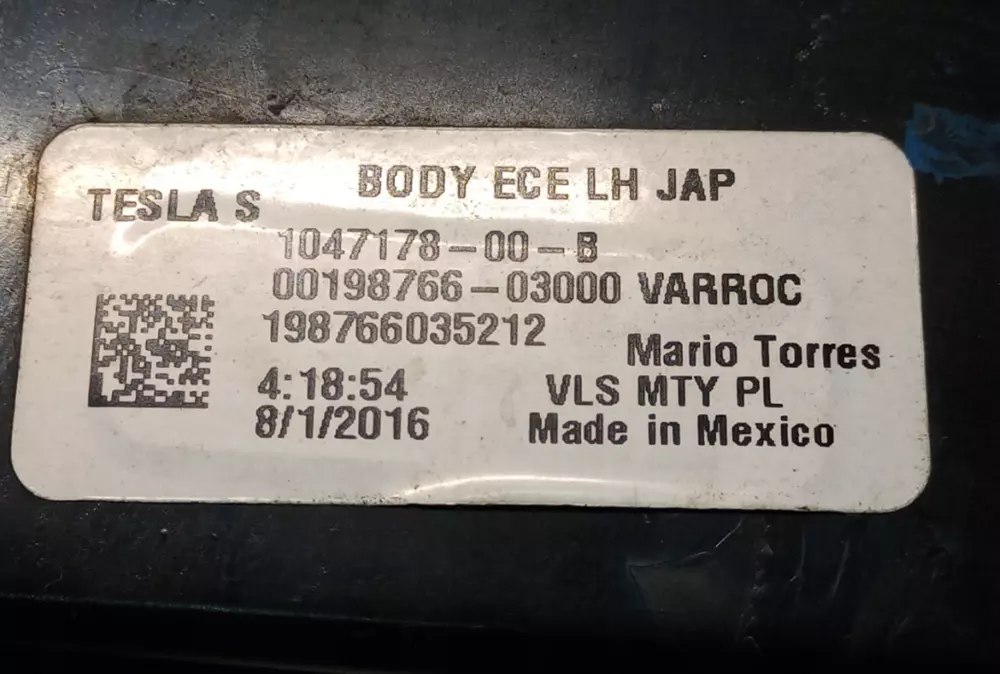 BODY ECE LH JAP
TESLA S
1047178-00-B
00198766-03000 VARROC
198766035212
Mario Torres
4:18:54 VLS MTY PL
8/1/2016 Made in Mexico